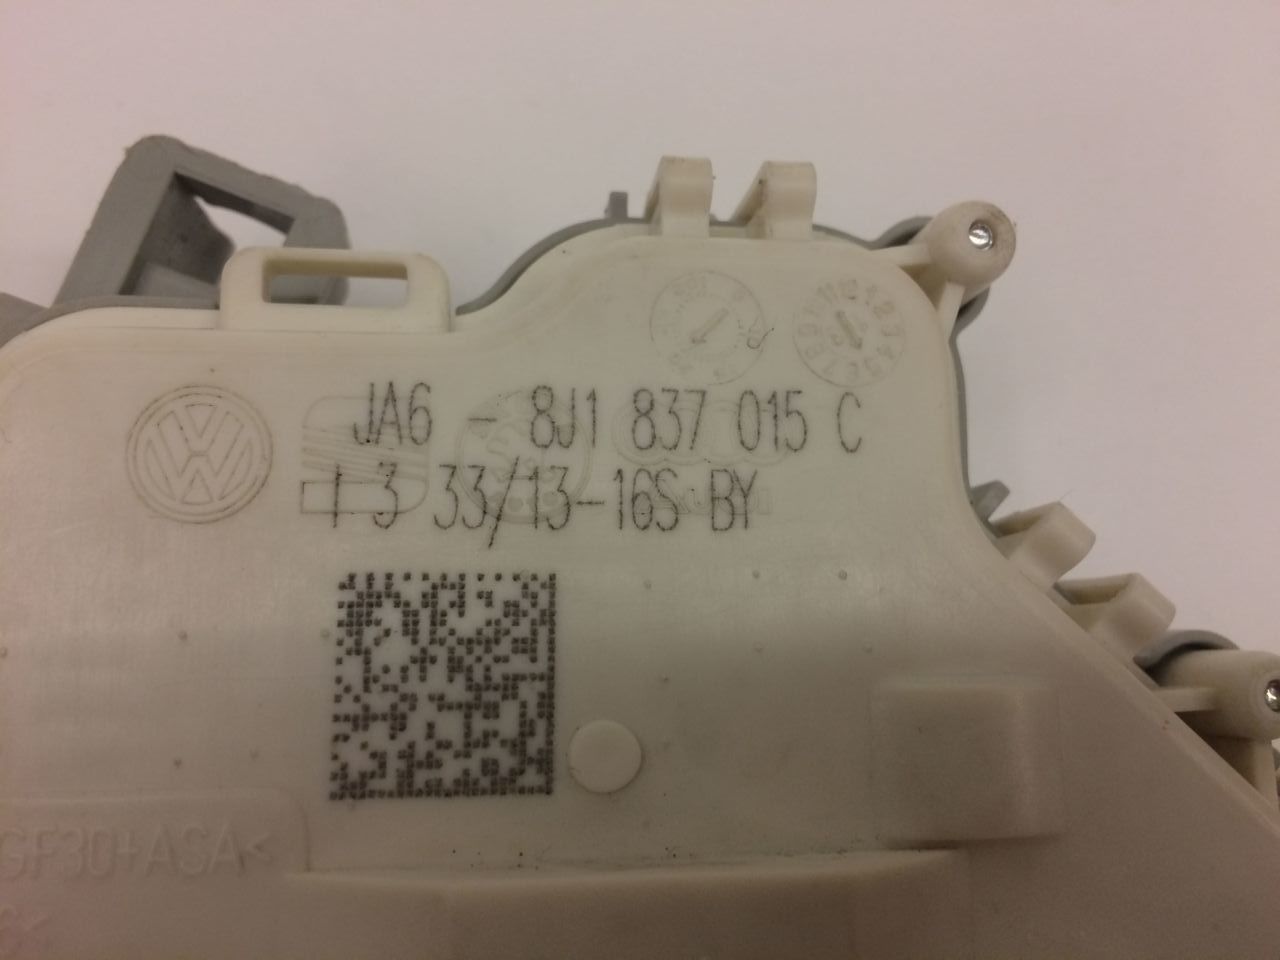 JA6 - 8J1 837 015 C
1 3 33/13-16S BY
GF30+ASA<